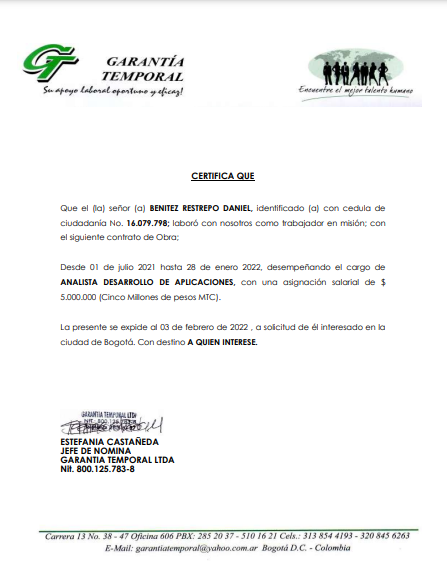 GARANTÍA
TEMPORAL
Su apoyo laboral oportuno y eficaz!
Encuentre el mejor talento humano
CERTIFICA QUE
Que el (la) señor (a) BENITEZ RESTREPO DANIEL, identificado (a) con cedula de
ciudadanía No. 16.079.798; laboró con nosotros como trabajador en misión; con
el siguiente contrato de Obra;
Desde 01 de julio 2021 hasta 28 de enero 2022, desempeñando el cargo de
ANALISTA DESARROLLO DE APLICACIONES, con una asignación salarial de $
5.000.000 (Cinco Millones de pesos MTC).
La presente se expide al 03 de febrero de 2022 , a solicitud de él interesado en la
ciudad de Bogotá. Con destino A QUIEN INTERESE.
GARANTIA TEMPORAL LTDA
Nit. 800.125.783-8
ESTEFANIA CASTAÑEDA
JEFE DE NOMINA
GARANTIA TEMPORAL LTDA
Nit. 800.125.783-8
Carrera 13 No. 38 - 47 Oficina 606 PBX: 285 20 37 - 510 16 21 Cels.: 313 854 4193 - 320 845 6263
E-Mail: garantiatemporal@yahoo.com.ar Bogotá D.C. - Colombia